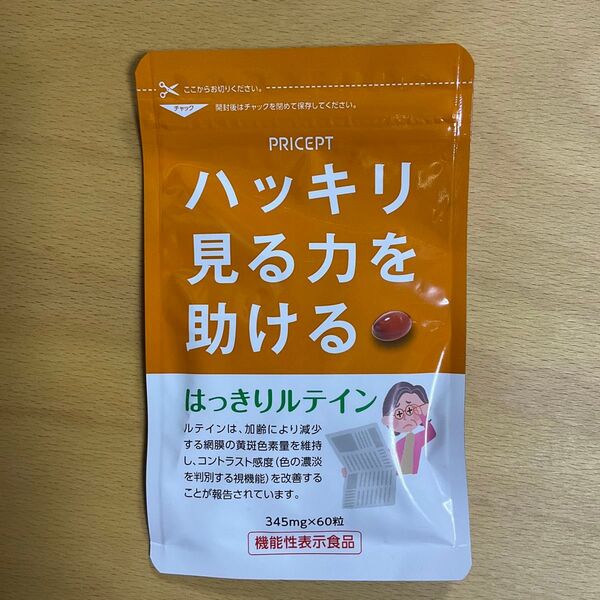 ここからお切りください。
チャック
開封後はチャックを閉めて保存してください。
PRICEPT
ハッキリ
見る力を
助ける
はっきりルテイン
ルテインは、加齢により減少
する網膜の黄斑色素量を維持
し、コントラスト感度（色の濃淡
を判別する視機能）を改善する
ことが報告されています。
345mg×60粒
機能性表示食品